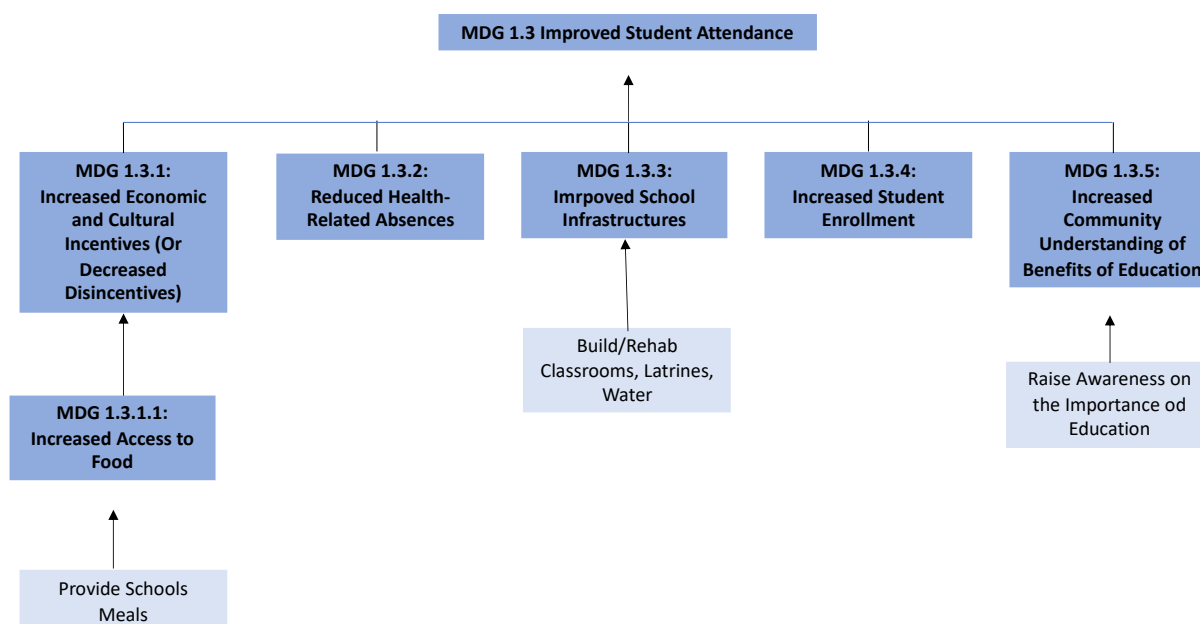 MDG 1.3 Improved Student Attendance
MDG 1.3.1:
Increased Economic
and Cultural
Incentives (Or
Decreased
Disincentives)
MDG 1.3.2:
Reduced Health-
Related Absences
MDG 1.3.3:
Imrpoved School
Infrastructures
MDG 1.3.4:
Increased Student
Enrollment
MDG 1.3.5:
Increased
Community
Understanding of
Benefits of Education
Build/Rehab
Classrooms, Latrines,
Water
Raise Awareness on
the Importance od
Education
MDG 1.3.1.1:
Increased Access to
Food
Provide Schools
Meals